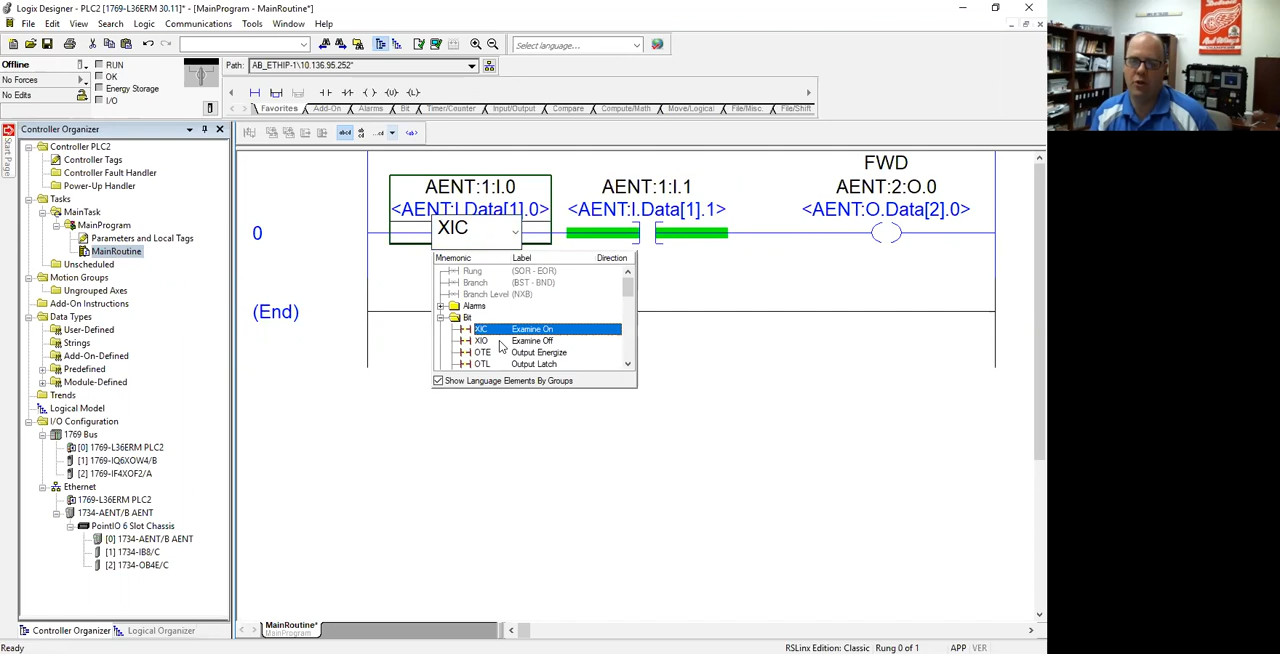 Logix Designer - PLC2 [1769-L36ERM 30.11]* - [MainProgram - MainRoutine]
File Edit View Search Logic Communications Tools Window Help
Select language...
Offline RUN Path: AB_ETHIP-1\10.136.95.252*
No Forces OK
No Edits Energy Storage
I/O
Favorites Add-On Alarms Bit Timer/Counter Input/Output Compare Compute/Math Move/Logical File/Misc. File/Shift
Controller Organizer
Start Page
Controller PLC2
Controller Tags
Controller Fault Handler
Power-Up Handler
Tasks
MainTask
MainProgram
Parameters and Local Tags
MainRoutine
Unscheduled
Motion Groups
Ungrouped Axes
Add-On Instructions
Data Types
User-Defined
Strings
Add-On-Defined
Predefined
Module-Defined
Trends
Logical Model
I/O Configuration
1769 Bus
[0] 1769-L36ERM PLC2
[1] 1769-IQ6XOW4/B
[2] 1769-IF4XOF2/A
Ethernet
1769-L36ERM PLC2
1734-AENT/B AENT
PointIO 6 Slot Chassis
[0] 1734-AENT/B AENT
[1] 1734-IB8/C
[2] 1734-OB4E/C
Controller Organizer Logical Organizer
FWD
AENT:1:I.0 AENT:1:I.1 AENT:2:O.0
<AENT:I.Data[1].0> <AENT:I.Data[1].1> <AENT:O.Data[2].0>
0
XIC
(End)
Mnemonic Label Direction
Rung (SOR - EOR)
Branch (BST - BND)
Branch Level (NXB)
Alarms
Bit
XIC Examine On
XIO Examine Off
OTE Output Energize
OTL Output Latch
Show Language Elements By Groups
MainRoutine*
MainProgram
Ready RSLinx Edition: Classic Rung 0 of 1 APP VER